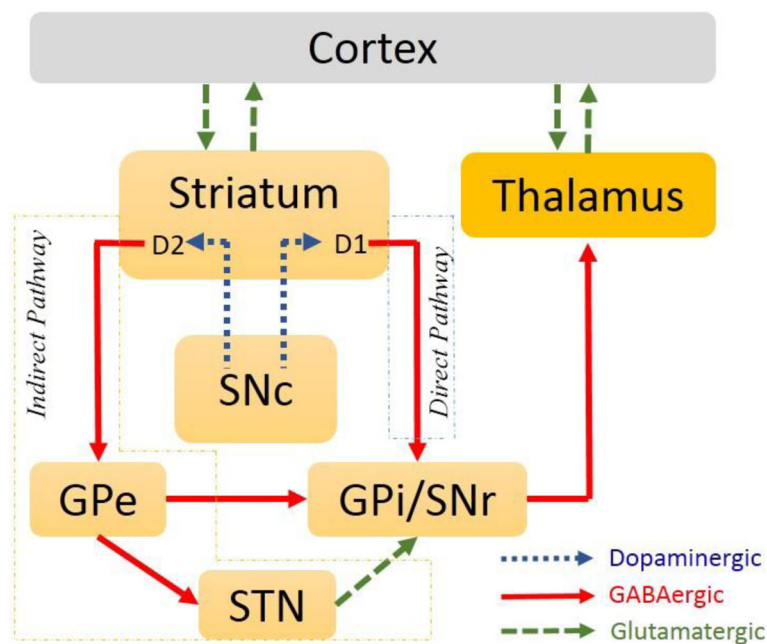 Cortex
Striatum
Thalamus
D2
D1
Indirect Pathway
Direct Pathway
SNc
GPe
GPi/SNr
STN
Dopaminergic
GABAergic
Glutamatergic